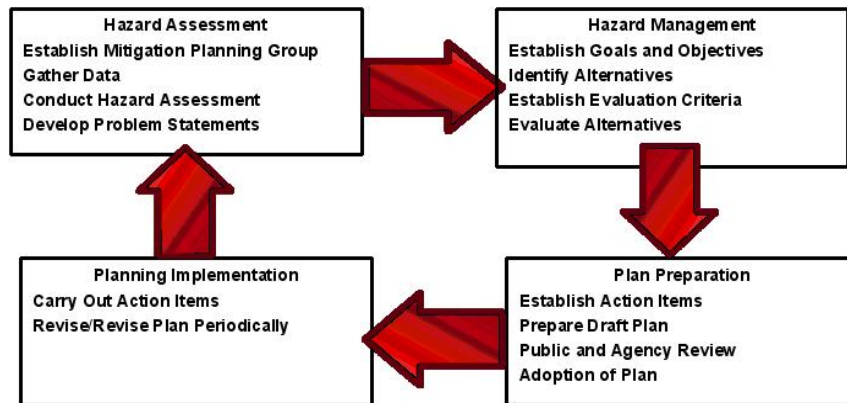 Hazard Assessment
Establish Mitigation Planning Group
Gather Data
Conduct Hazard Assessment
Develop Problem Statements
Hazard Management
Establish Goals and Objectives
Identify Alternatives
Establish Evaluation Criteria
Evaluate Alternatives
Planning Implementation
Carry Out Action Items
Revise/Revise Plan Periodically
Plan Preparation
Establish Action Items
Prepare Draft Plan
Public and Agency Review
Adoption of Plan